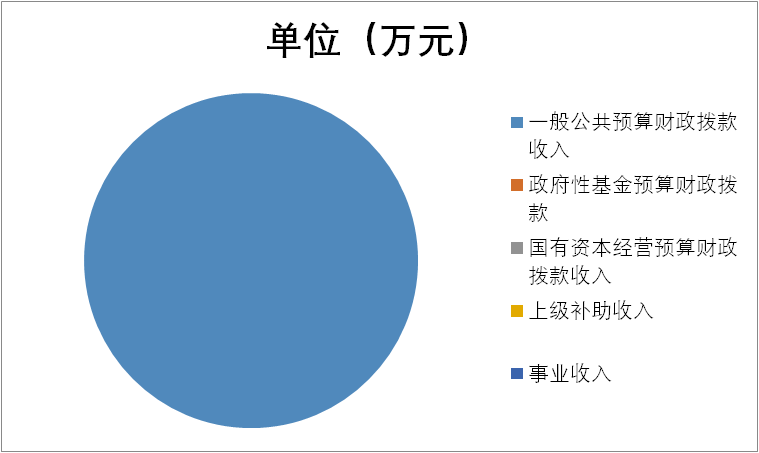 单位（万元）
一般公共预算财政拨款
收入
政府性基金预算财政拨
款
国有资本经营预算财政
拨款收入
上级补助收入
事业收入